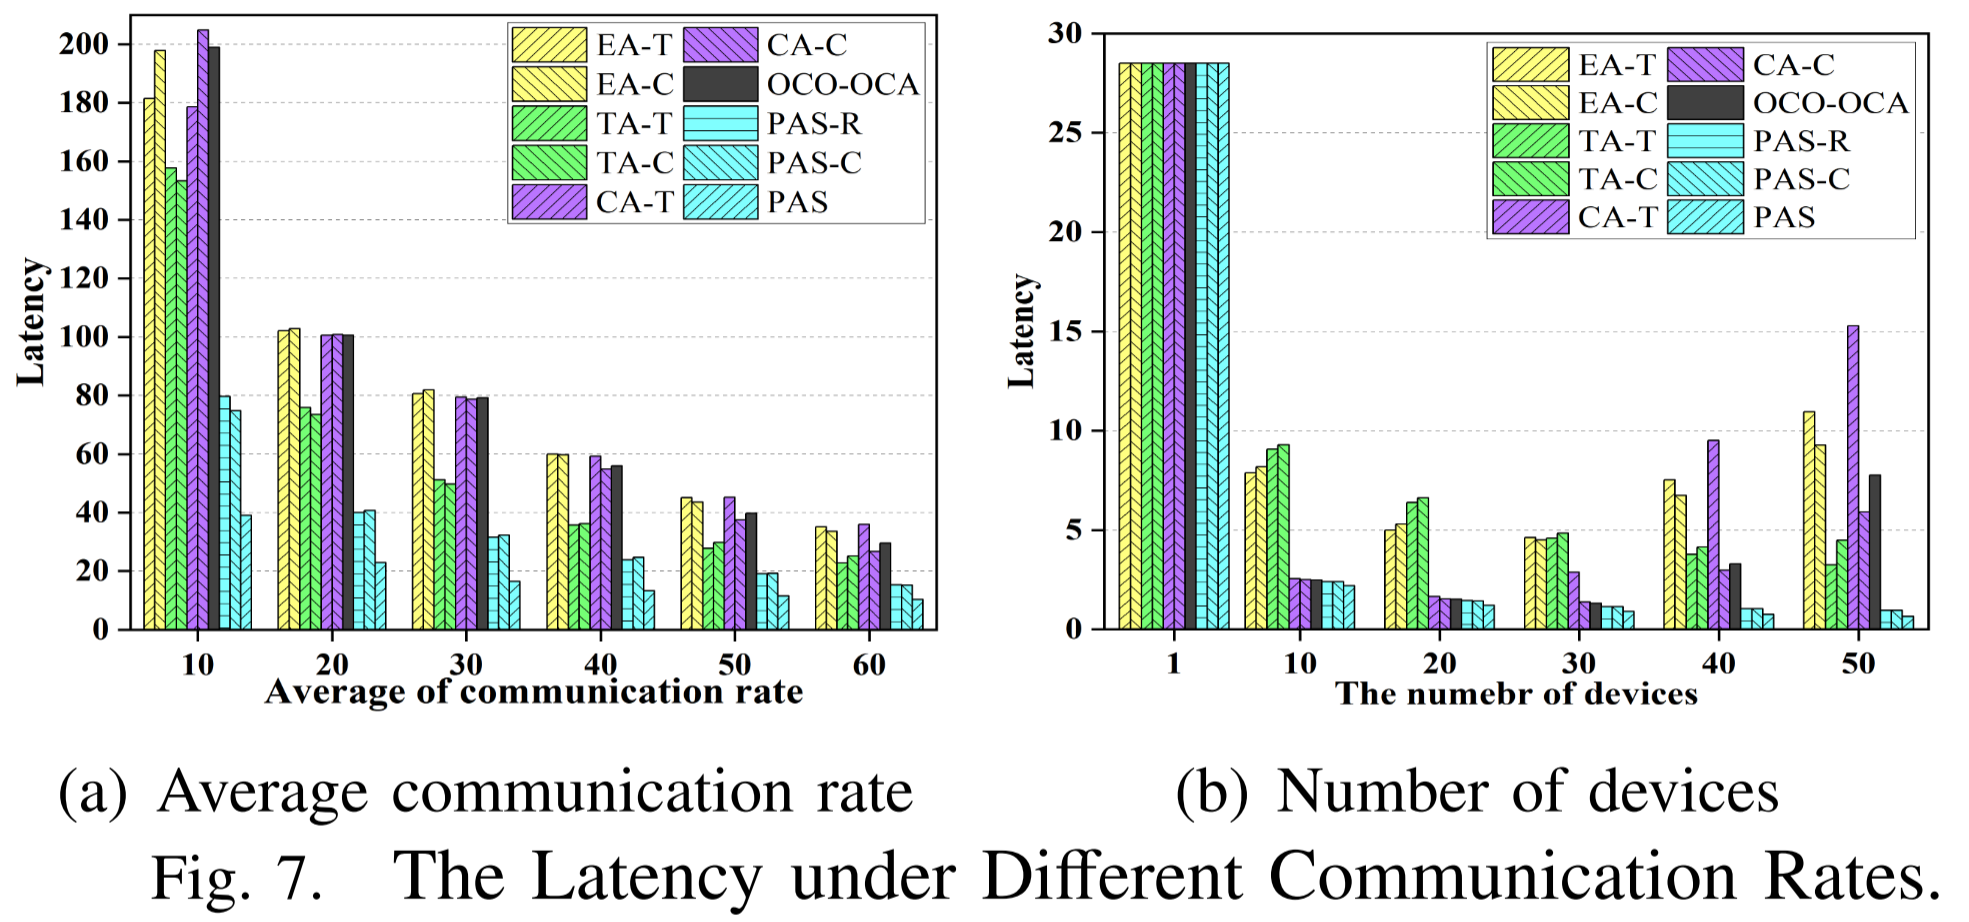 200
180
160
140
120
100
80
60
40
20
0
Latency
EA-T
EA-C
TA-T
TA-C
CA-T
CA-C
OCO-OCA
PAS-R
PAS-C
PAS
10 20 30 40 50 60
Average of communication rate
(a) Average communication rate
30
25
20
15
10
5
0
Latency
EA-T
EA-C
TA-T
TA-C
CA-T
CA-C
OCO-OCA
PAS-R
PAS-C
PAS
1 10 20 30 40 50
The numebr of devices
(b) Number of devices
Fig. 7. The Latency under Different Communication Rates.